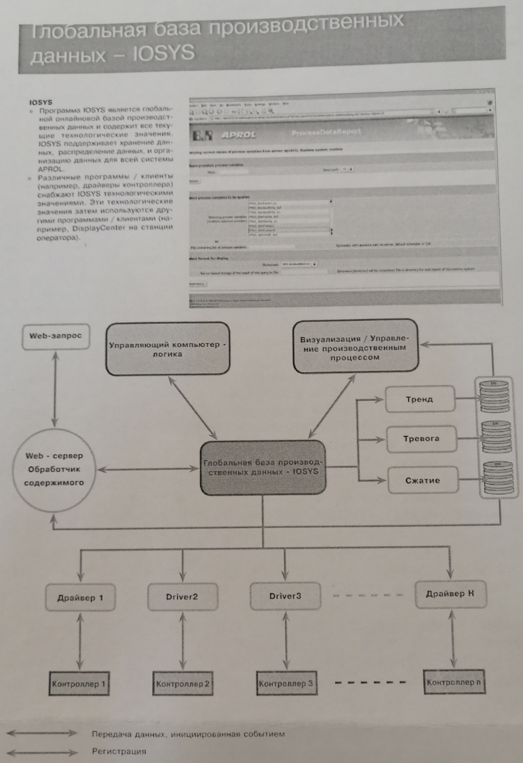 Глобальная база производственных
данных – IOSYS
IOSYS
Программа IOSYS является глобаль-
ной онлайновой базой производст-
венных данных и содержит все теку-
щие технологические значения.
IOSYS поддерживает хранение дан-
ных, распределение данных, и орга-
низацию данных для всей системы
APROL.
Различные программы / клиенты
(например, драйверы контроллера)
снабжают IOSYS технологическими
значениями. Эти технологические
значения затем используются дру-
гими программами / клиентами (на-
пример, DisplayCenter на станции
оператора).
APROL
ProcessDataReport
Web-запрос
Управляющий компьютер -
логика
Визуализация / Управле-
ние производственным
процессом
Тренд
Web - сервер
Обработчик
содержимого
Глобальная база производ-
ственных данных - IOSYS
Тревога
Сжатие
Драйвер 1
Driver2
Driver3
Драйвер Н
Контроллер 1
Контроллер 2
Контроллер 3
Контроллер n
Передача данных, инициированная событием
Регистрация